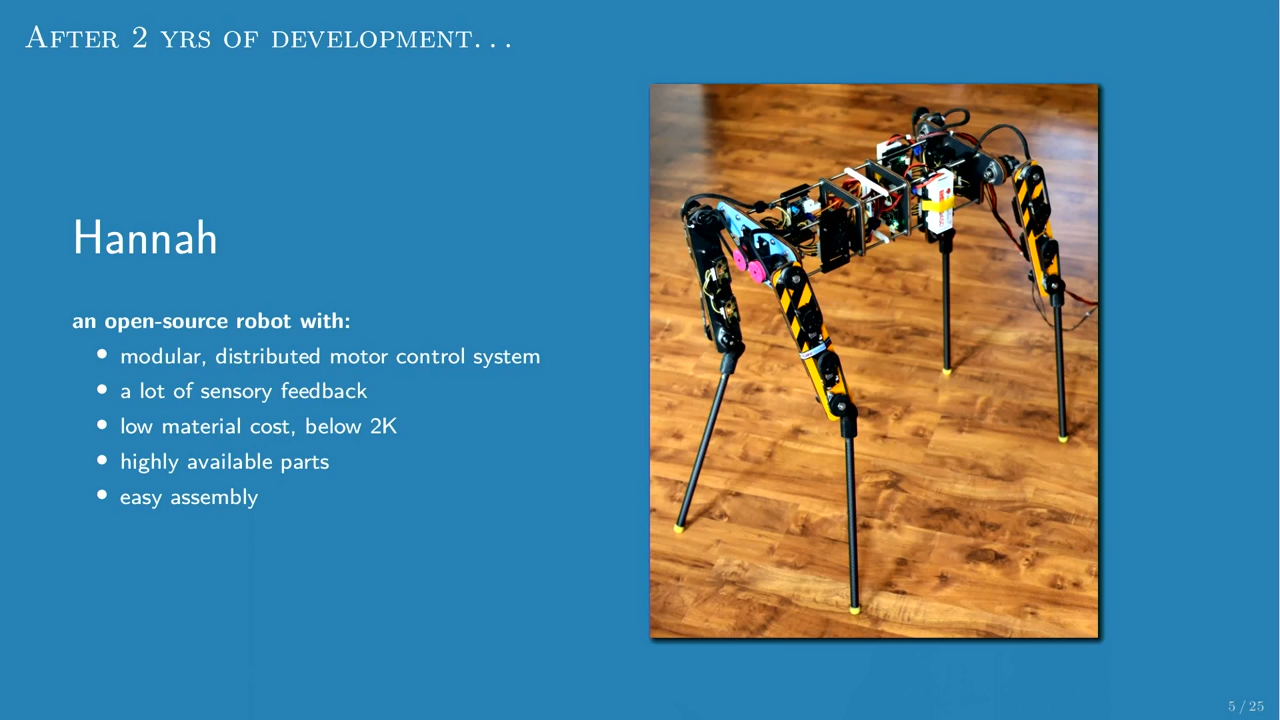 After 2 yrs of development...
Hannah
an open-source robot with:
• modular, distributed motor control system
• a lot of sensory feedback
• low material cost, below 2K
• highly available parts
• easy assembly
5 / 25